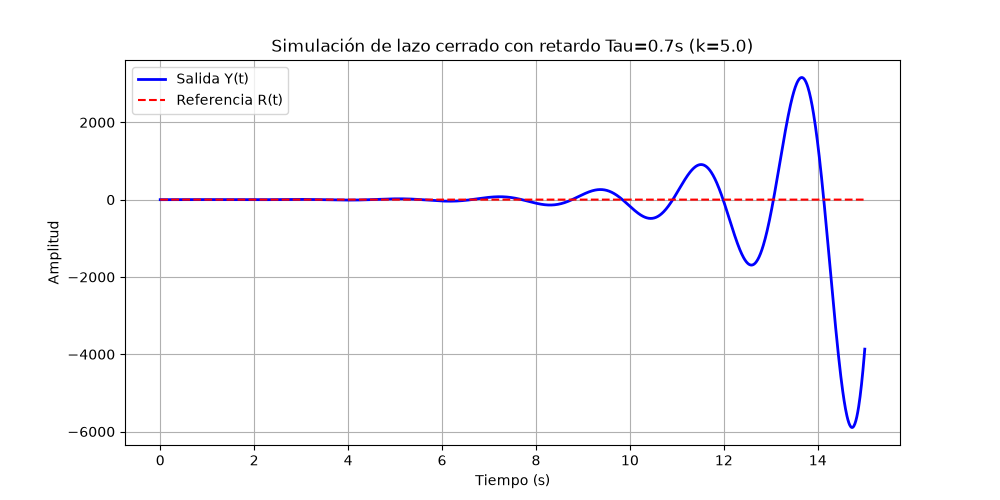 Simulación de lazo cerrado con retardo Tau=0.7s (k=5.0)
Salida Y(t)
Referencia R(t)
2000
0
−2000
−4000
−6000
Amplitud
0 2 4 6 8 10 12 14
Tiempo (s)